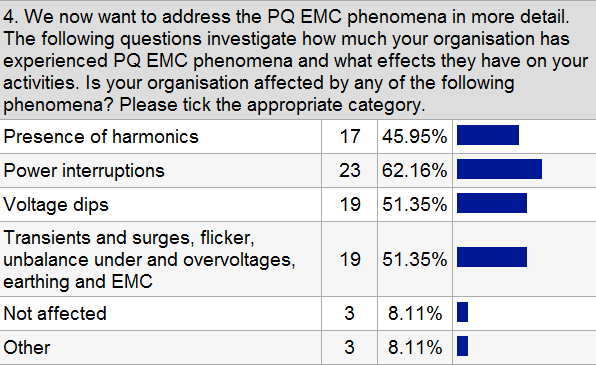 4. We now want to address the PQ EMC phenomena in more detail.
The following questions investigate how much your organisation has
experienced PQ EMC phenomena and what effects they have on your
activities. Is your organisation affected by any of the following
phenomena? Please tick the appropriate category.
Presence of harmonics 17 45.95%
Power interruptions 23 62.16%
Voltage dips 19 51.35%
Transients and surges, flicker,
unbalance under and overvoltages, 19 51.35%
earthing and EMC
Not affected 3 8.11%
Other 3 8.11%